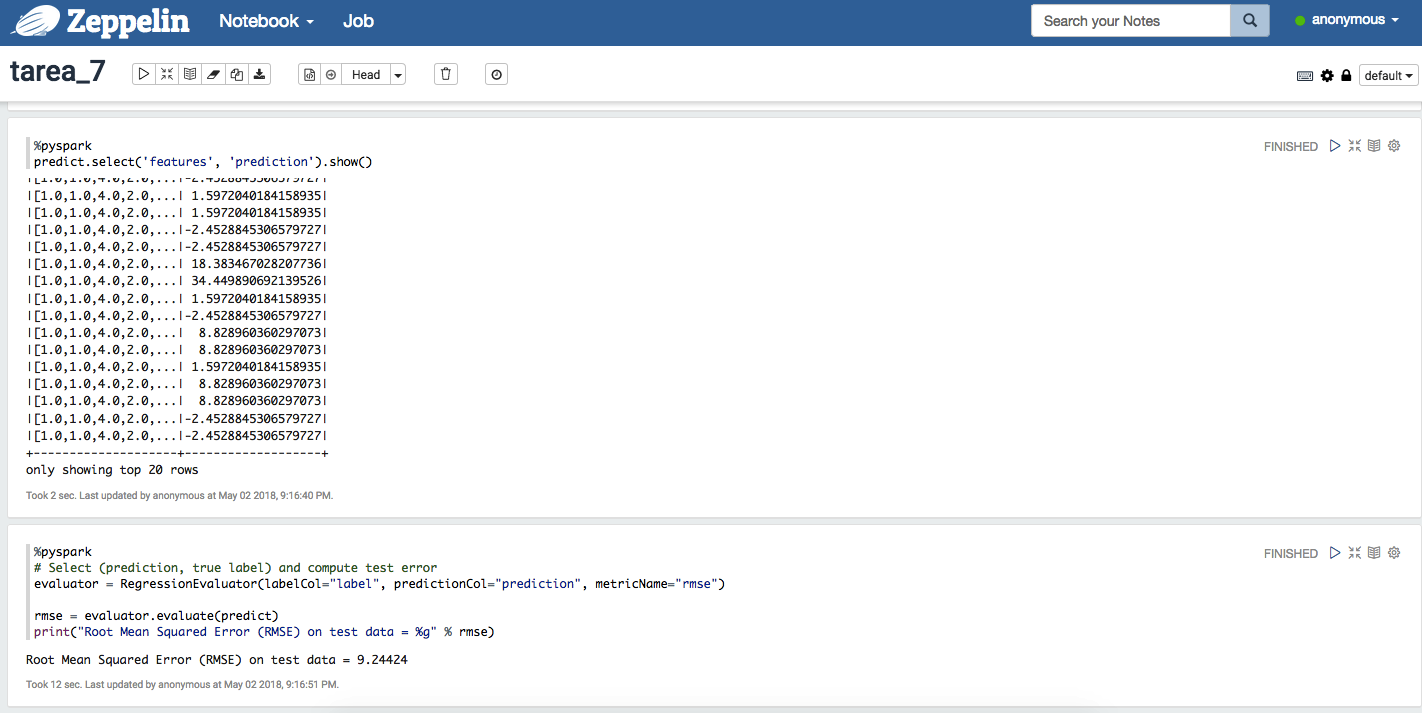 Zeppelin Notebook Job Search your Notes anonymous
tarea_7 Head default
%pyspark FINISHED
predict.select('features', 'prediction').show()
|[1.0,1.0,4.0,2.0,...|-2.4528845306579727|
|[1.0,1.0,4.0,2.0,...| 1.5972040184158935|
|[1.0,1.0,4.0,2.0,...| 1.5972040184158935|
|[1.0,1.0,4.0,2.0,...|-2.4528845306579727|
|[1.0,1.0,4.0,2.0,...|-2.4528845306579727|
|[1.0,1.0,4.0,2.0,...| 18.383467028207736|
|[1.0,1.0,4.0,2.0,...| 34.449890692139526|
|[1.0,1.0,4.0,2.0,...| 1.5972040184158935|
|[1.0,1.0,4.0,2.0,...|-2.4528845306579727|
|[1.0,1.0,4.0,2.0,...|  8.828960360297073|
|[1.0,1.0,4.0,2.0,...|  8.828960360297073|
|[1.0,1.0,4.0,2.0,...| 1.5972040184158935|
|[1.0,1.0,4.0,2.0,...|  8.828960360297073|
|[1.0,1.0,4.0,2.0,...|  8.828960360297073|
|[1.0,1.0,4.0,2.0,...|-2.4528845306579727|
|[1.0,1.0,4.0,2.0,...|-2.4528845306579727|
+--------------------+-------------------+
only showing top 20 rows
Took 2 sec. Last updated by anonymous at May 02 2018, 9:16:40 PM.
%pyspark FINISHED
# Select (prediction, true label) and compute test error
evaluator = RegressionEvaluator(labelCol="label", predictionCol="prediction", metricName="rmse")
rmse = evaluator.evaluate(predict)
print("Root Mean Squared Error (RMSE) on test data = %g" % rmse)
Root Mean Squared Error (RMSE) on test data = 9.24424
Took 12 sec. Last updated by anonymous at May 02 2018, 9:16:51 PM.